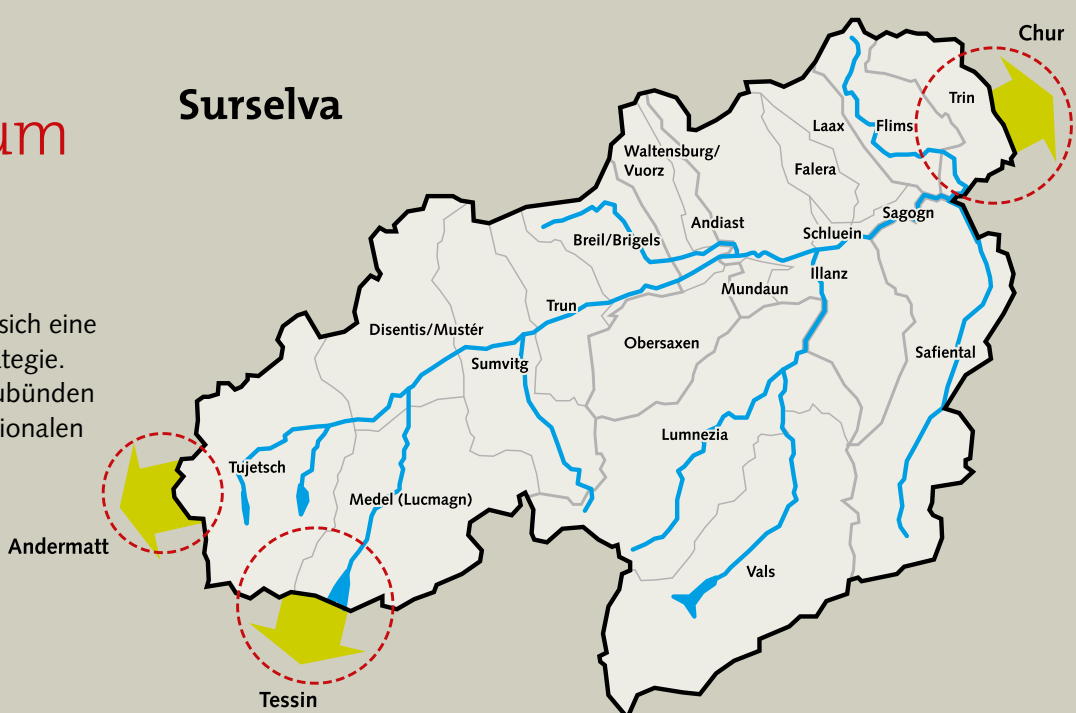 um
Surselva
sich eine
tegie.
ubünden
ionalen
Chur
Trin
Laax
Flims
Waltensburg/
Vuorz
Falera
Andiast
Sagogn
Schluein
Breil/Brigels
Illanz
Mundaun
Trun
Disentis/Mustér
Obersaxen
Sumvitg
Safiental
Lumnezia
Tujetsch
Medel (Lucmagn)
Andermatt
Vals
Tessin